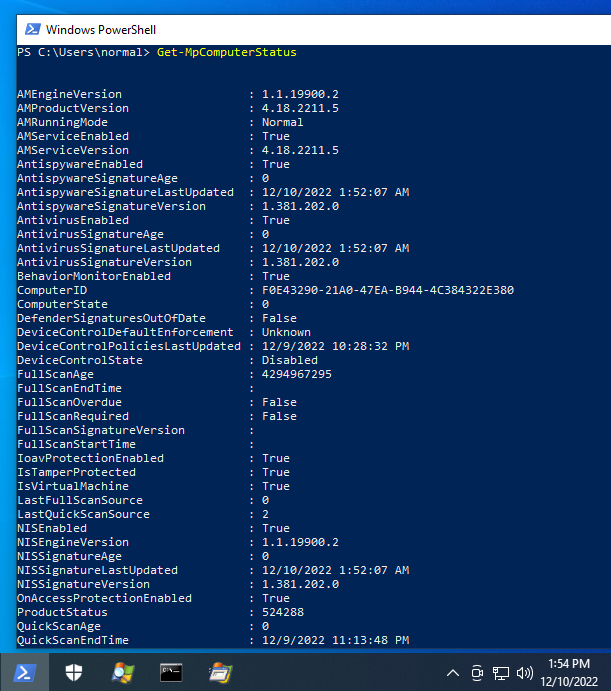 Windows PowerShell
PS C:\Users\normal> Get-MpComputerStatus
AMEngineVersion : 1.1.19900.2
AMProductVersion : 4.18.2211.5
AMRunningMode : Normal
AMServiceEnabled : True
AMServiceVersion : 4.18.2211.5
AntispywareEnabled : True
AntispywareSignatureAge : 0
AntispywareSignatureLastUpdated : 12/10/2022 1:52:07 AM
AntispywareSignatureVersion : 1.381.202.0
AntivirusEnabled : True
AntivirusSignatureAge : 0
AntivirusSignatureLastUpdated : 12/10/2022 1:52:07 AM
AntivirusSignatureVersion : 1.381.202.0
BehaviorMonitorEnabled : True
ComputerID : F0E43290-21A0-47EA-B944-4C384322E380
ComputerState : 0
DefenderSignaturesOutOfDate : False
DeviceControlDefaultEnforcement : Unknown
DeviceControlPoliciesLastUpdated : 12/9/2022 10:28:32 PM
DeviceControlState : Disabled
FullScanAge : 4294967295
FullScanEndTime :
FullScanOverdue : False
FullScanRequired : False
FullScanSignatureVersion :
FullScanStartTime :
IoavProtectionEnabled : True
IsTamperProtected : True
IsVirtualMachine : True
LastFullScanSource : 0
LastQuickScanSource : 2
NISEnabled : True
NISEngineVersion : 1.1.19900.2
NISSignatureAge : 0
NISSignatureLastUpdated : 12/10/2022 1:52:07 AM
NISSignatureVersion : 1.381.202.0
OnAccessProtectionEnabled : True
ProductStatus : 524288
QuickScanAge : 0
QuickScanEndTime : 12/9/2022 11:13:48 PM
1:54 PM
12/10/2022